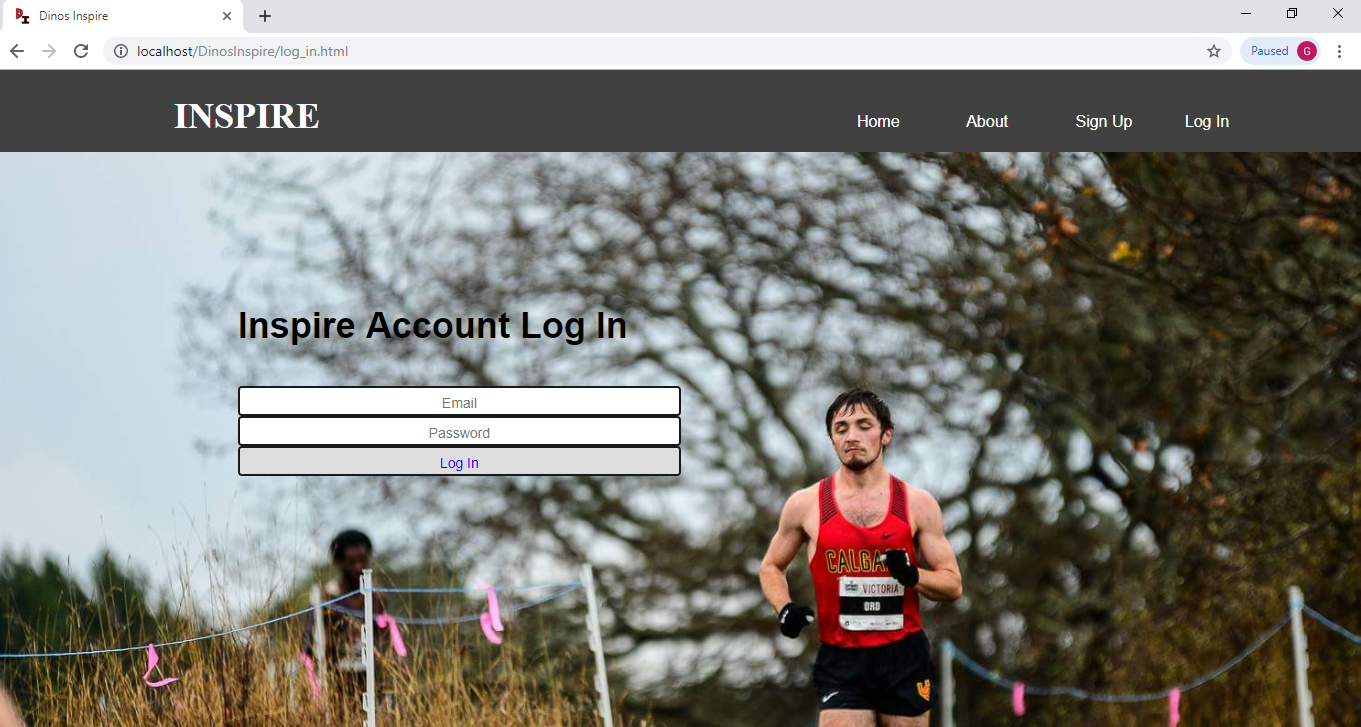 Dinos Inspire
localhost/DinosInspire/log_in.html
Paused G
INSPIRE
Home About Sign Up Log In
Inspire Account Log In
Email
Password
Log In
CALGA
VICTORIA
ORD